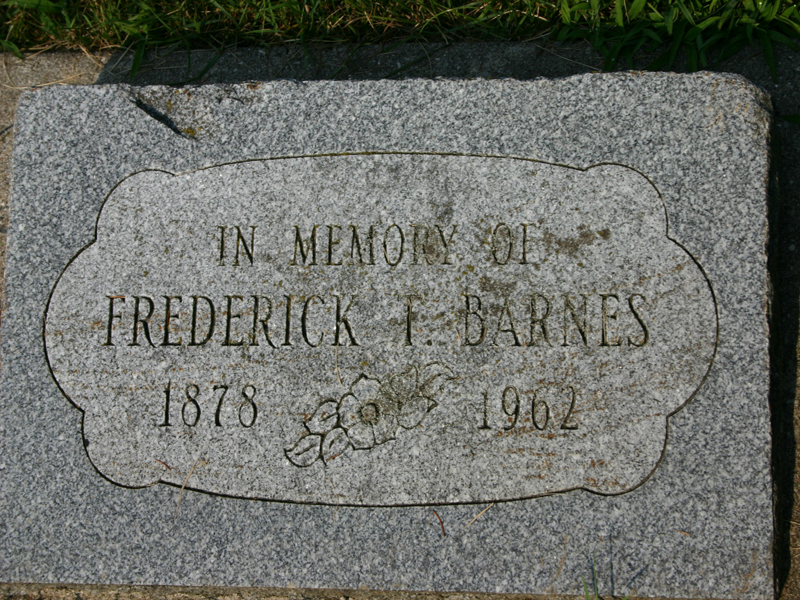 IN MEMORY OF
FREDERICK T. BARNES
1878 1962